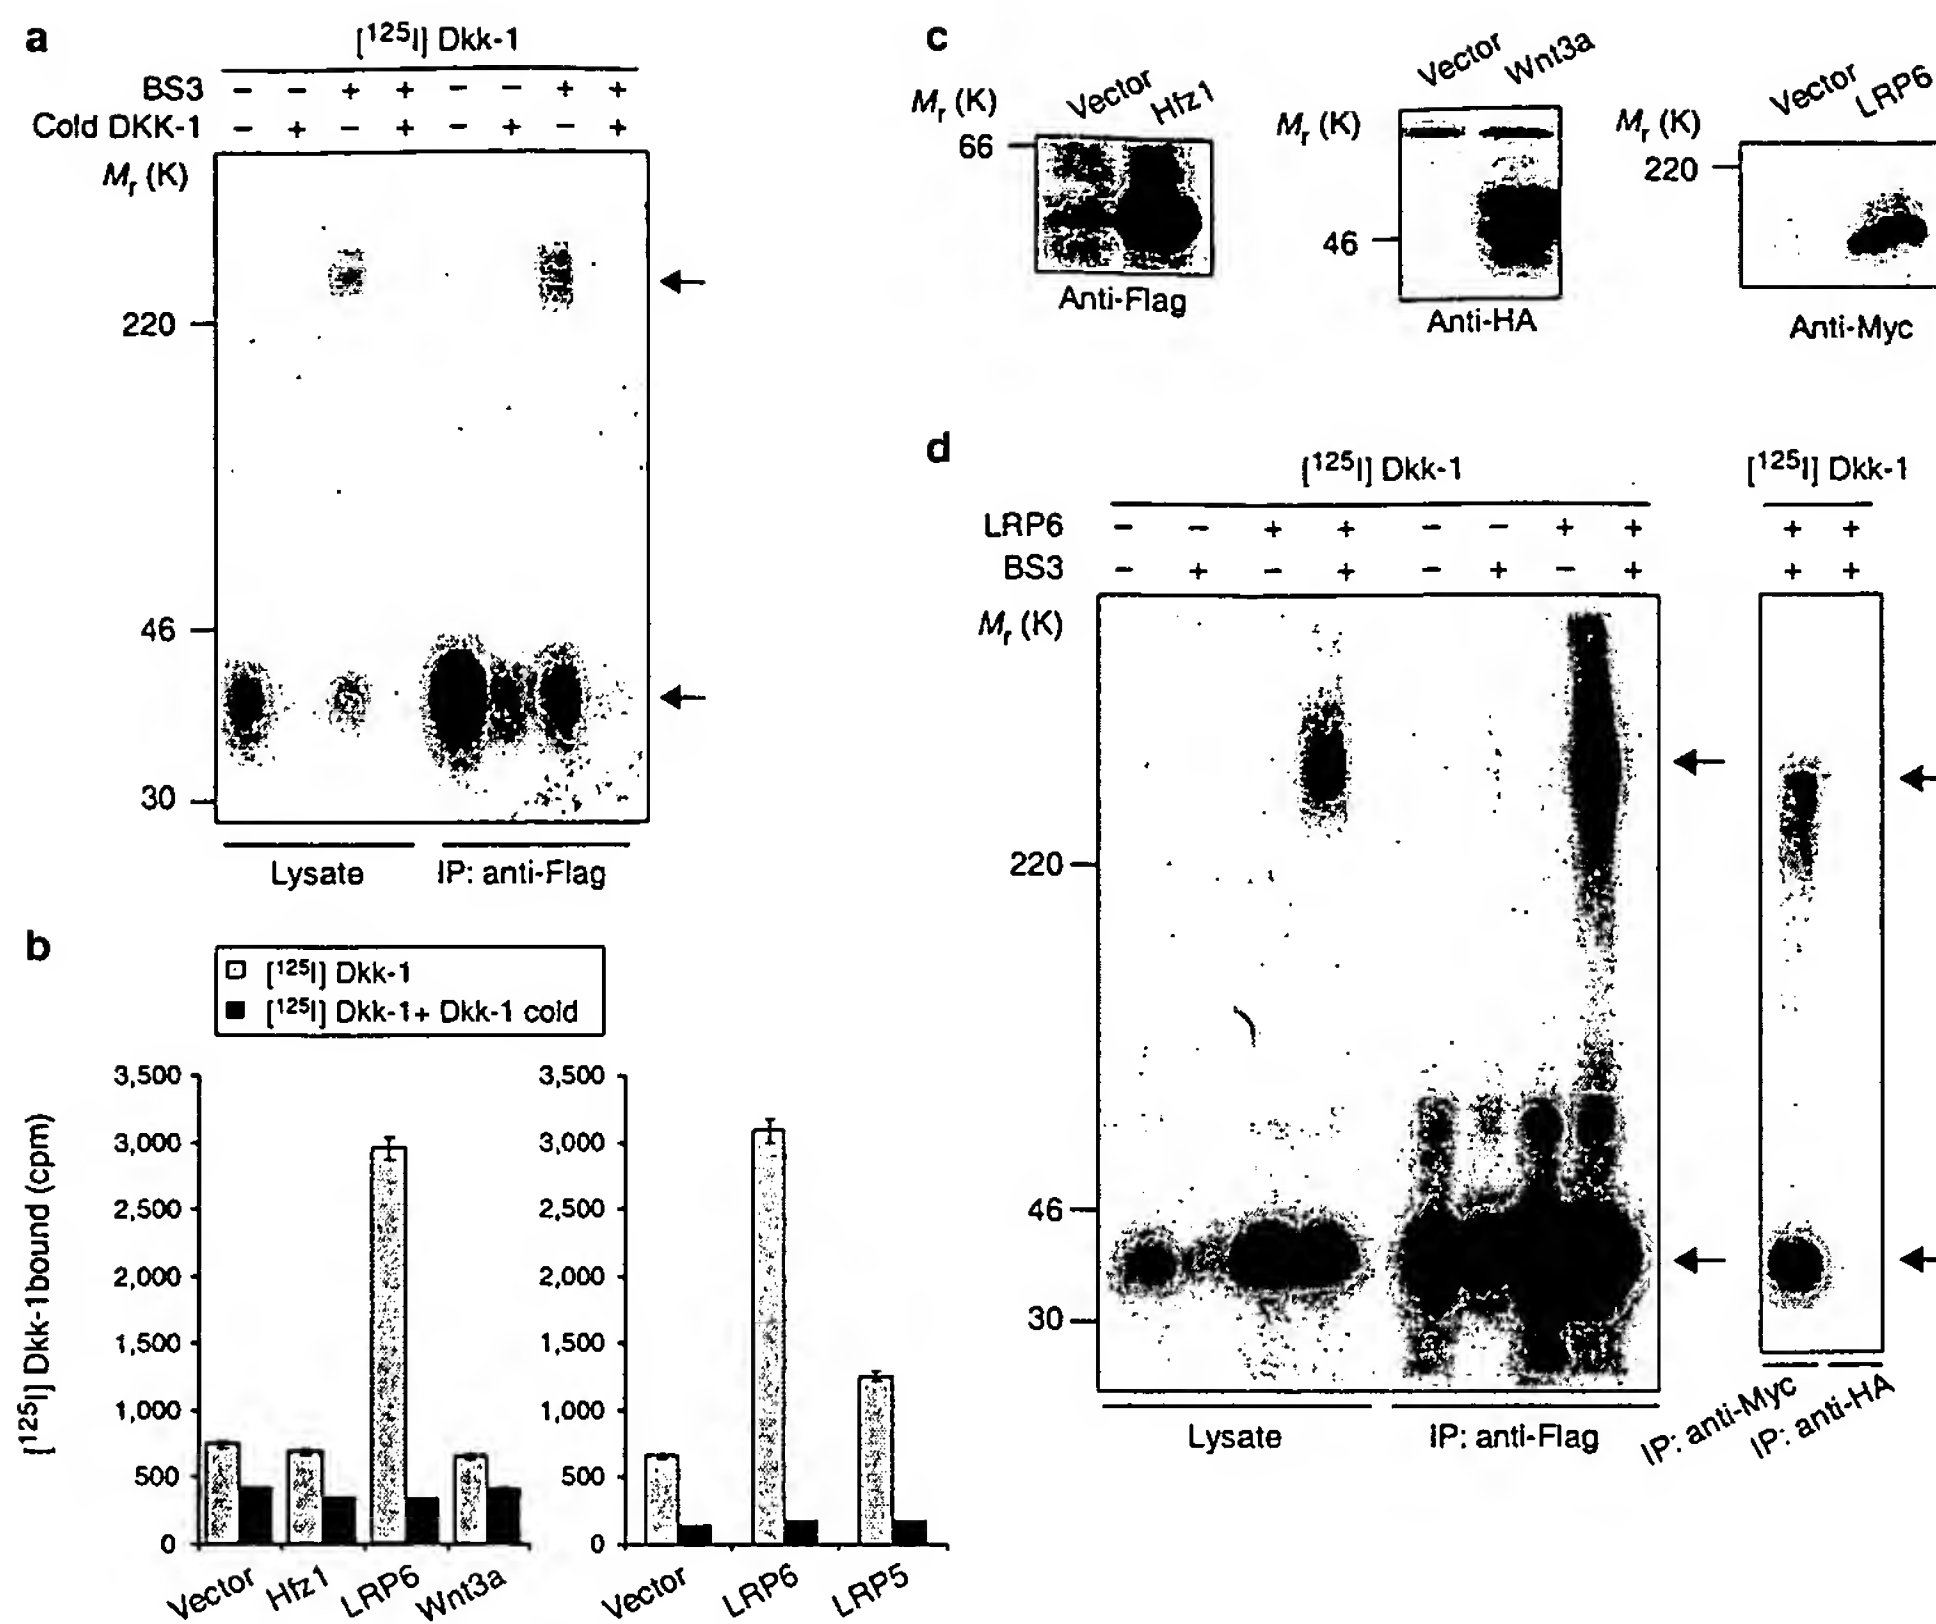 a
[125I] Dkk-1
BS3 − − + + − − + +
Cold DKK-1 − + − + − + − +
Mr (K)
220
46
30
Lysate IP: anti-Flag
b
[125I] Dkk-1
[125I] Dkk-1+ Dkk-1 cold
[125I] Dkk-1bound (cpm)
3,500
3,000
2,500
2,000
1,500
1,000
500
0
Vector Hfz1 LRP6 Wnt3a
3,500
3,000
2,500
2,000
1,500
1,000
500
0
Vector LRP6 LRP5
c
Mr (K) Vector Hfz1
66
Anti-Flag
Mr (K) Vector Wnt3a
46
Anti-HA
Mr (K) Vector LRP6
220
Anti-Myc
d
[125I] Dkk-1 [125I] Dkk-1
LRP6 − − + + − − + + + +
BS3 − + − + − + − + + +
Mr (K)
220
46
30
Lysate IP: anti-Flag IP: anti-Myc IP: anti-HA